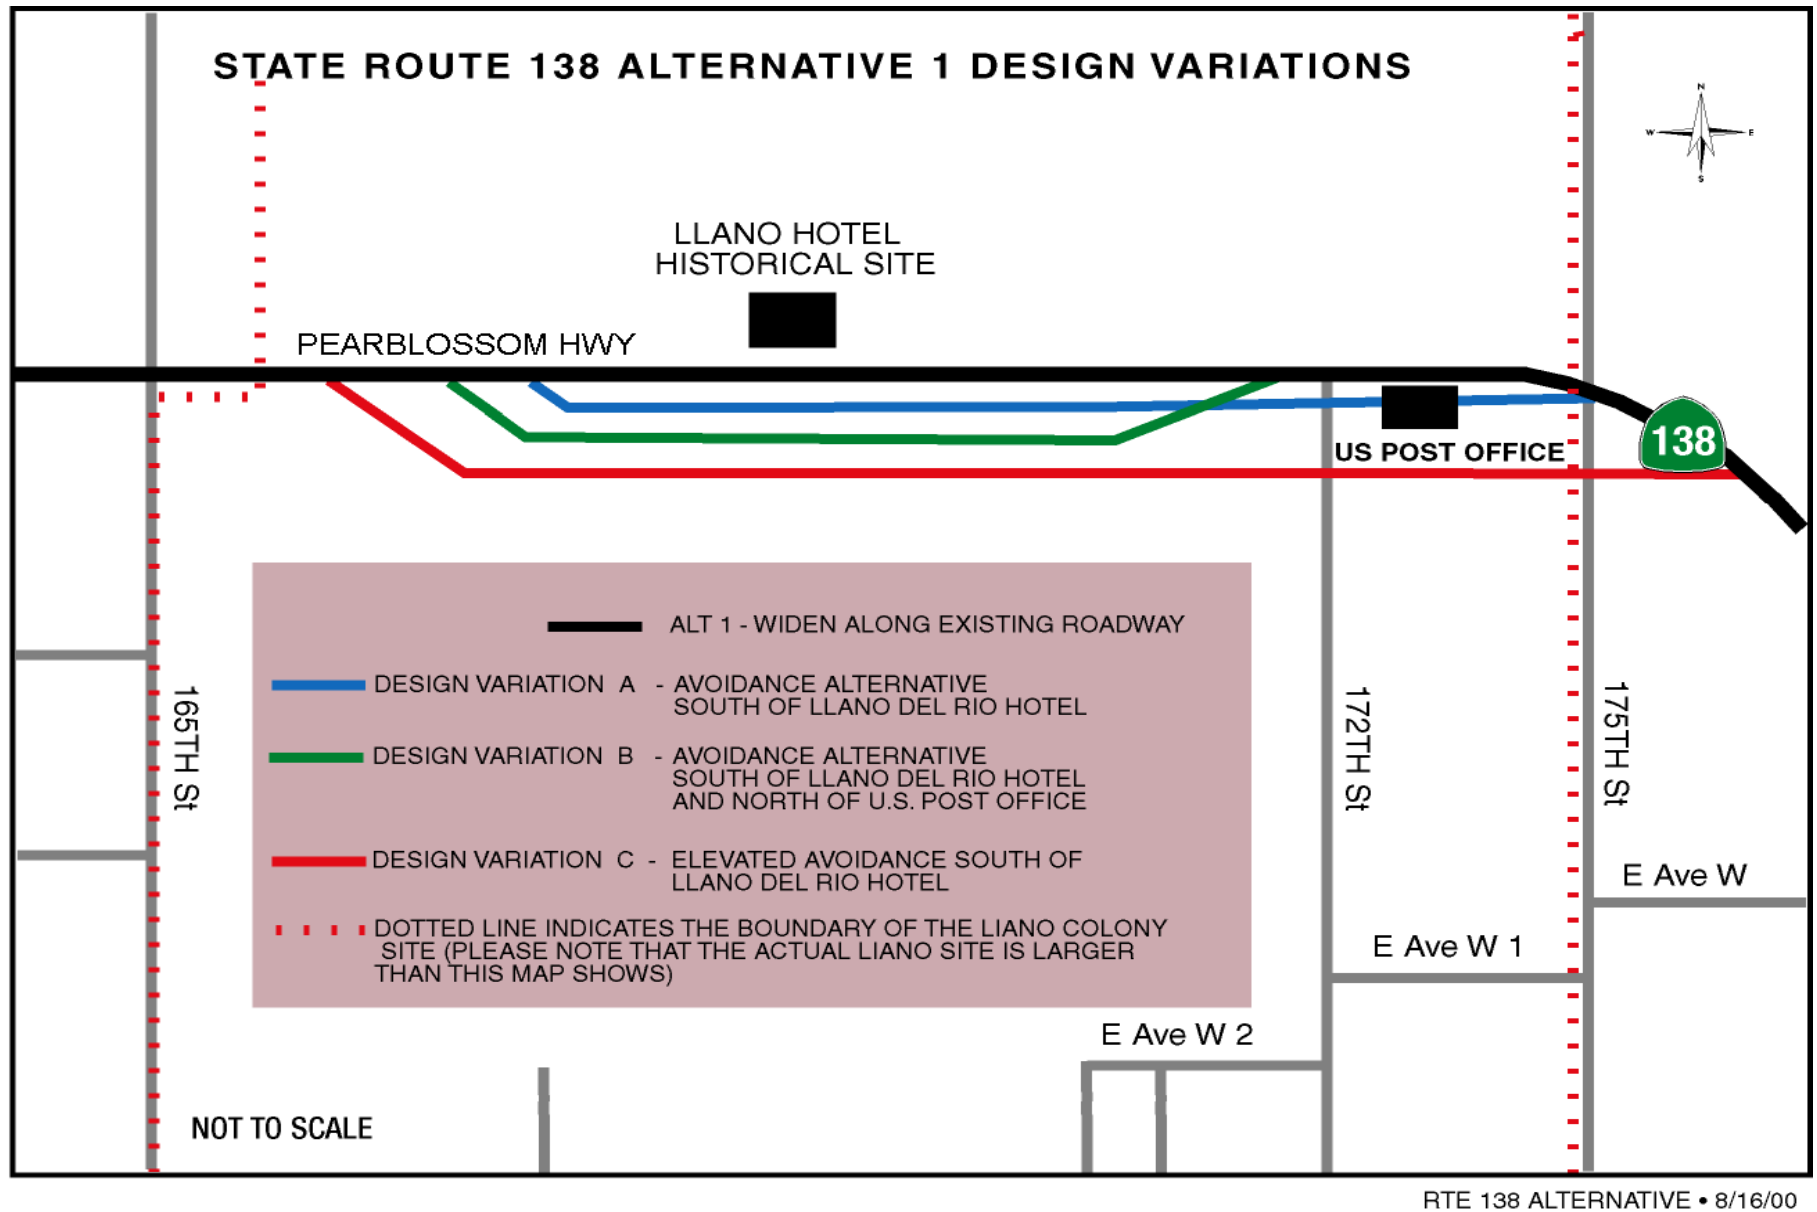 STATE ROUTE 138 ALTERNATIVE 1 DESIGN VARIATIONS
N
W
E
S
LLANO HOTEL
HISTORICAL SITE
PEARBLOSSOM HWY
138
US POST OFFICE
ALT 1 - WIDEN ALONG EXISTING ROADWAY
DESIGN VARIATION A - AVOIDANCE ALTERNATIVE
SOUTH OF LLANO DEL RIO HOTEL
DESIGN VARIATION B - AVOIDANCE ALTERNATIVE
SOUTH OF LLANO DEL RIO HOTEL
AND NORTH OF U.S. POST OFFICE
DESIGN VARIATION C - ELEVATED AVOIDANCE SOUTH OF
LLANO DEL RIO HOTEL
DOTTED LINE INDICATES THE BOUNDARY OF THE LIANO COLONY
SITE (PLEASE NOTE THAT THE ACTUAL LIANO SITE IS LARGER
THAN THIS MAP SHOWS)
165TH St
172TH St
175TH St
E Ave W
E Ave W 1
E Ave W 2
NOT TO SCALE
RTE 138 ALTERNATIVE • 8/16/00